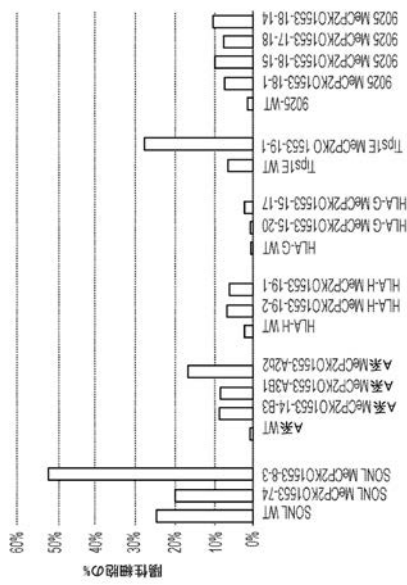 陽性細胞の%
60%
50%
40%
30%
20%
10%
0%
SONL WT
SONL MeCP2KO1553-74
SONL MeCP2KO1553-8-3
A系WT
A系MeCP2KO1553-14-B3
A系MeCP2KO1553-A3B1
A系MeCP2KO1553-A2b2
HLA-H WT
HLA-H MeCP2KO1553-19-2
HLA-H MeCP2KO1553-19-1
HLA-G WT
HLA-G MeCP2KO1553-15-20
HLA-G MeCP2KO1553-15-17
Tips1E WT
Tips1E MeCP2KO 1553-19-1
9025-WT
9025 MeCP2KO1553-18-1
9025 MeCP2KO1553-18-15
9025 MeCP2KO1553-17-18
9025 MeCP2KO1553-18-14